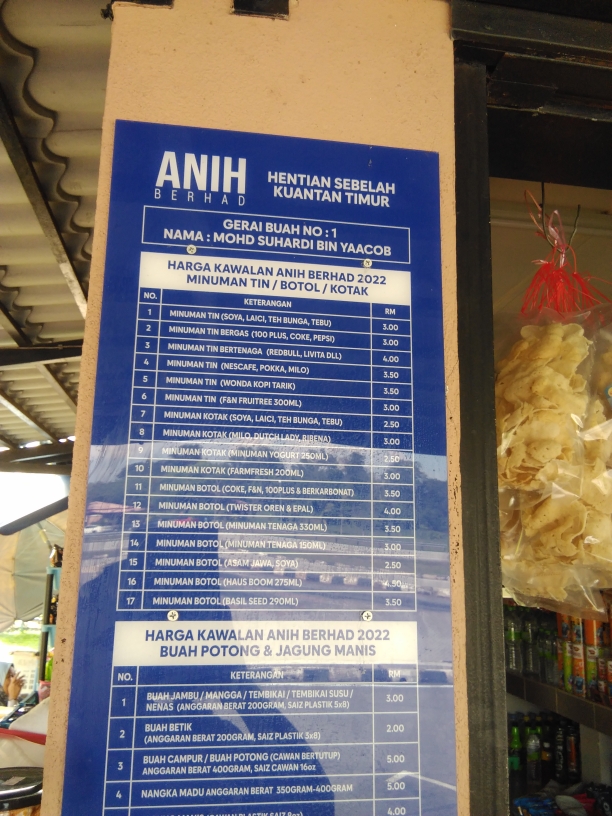 ANIH
BERHAD
HENTIAN SEBELAH
KUANTAN TIMUR
GERAI BUAH NO : 1
NAMA : MOHD SUHARDI BIN YAACOB
HARGA KAWALAN ANIH BERHAD 2022
MINUMAN TIN / BOTOL / KOTAK
NO. KETERANGAN RM
1 MINUMAN TIN (SOYA, LAICI, TEH BUNGA, TEBU) 3.00
2 MINUMAN TIN BERGAS (100 PLUS, COKE, PEPSI) 3.00
3 MINUMAN TIN BERTENAGA (REDBULL, LIVITA DLL) 4.00
4 MINUMAN TIN (NESCAFE, POKKA, MILO) 3.50
5 MINUMAN TIN (WONDA KOPI TARIK) 3.50
6 MINUMAN TIN (F&N FRUITREE 300ML) 3.00
7 MINUMAN KOTAK (SOYA, LAICI, TEH BUNGA, TEBU) 2.50
8 MINUMAN KOTAK (MILO, DUTCH LADY, RIBENA) 3.00
9 MINUMAN KOTAK (MINUMAN YOGURT 250ML) 2.50
10 MINUMAN KOTAK (FARMFRESH 200ML) 3.00
11 MINUMAN BOTOL (COKE, F&N, 100PLUS & BERKARBONAT) 3.50
12 MINUMAN BOTOL (TWISTER OREN & EPAL) 4.00
13 MINUMAN BOTOL (MINUMAN TENAGA 330ML) 3.50
14 MINUMAN BOTOL (MINUMAN TENAGA 150ML) 3.00
15 MINUMAN BOTOL (ASAM JAWA, SOYA) 2.50
16 MINUMAN BOTOL (HAUS BOOM 275ML) 4.50
17 MINUMAN BOTOL (BASIL SEED 290ML) 3.50
HARGA KAWALAN ANIH BERHAD 2022
BUAH POTONG & JAGUNG MANIS
NO. KETERANGAN RM
1 BUAH JAMBU / MANGGA / TEMBIKAI / TEMBIKAI SUSU / 3.00
NENAS (ANGGARAN BERAT 200GRAM, SAIZ PLASTIK 5x8)
2 BUAH BETIK 2.00
(ANGGARAN BERAT 200GRAM, SAIZ PLASTIK 3x8)
3 BUAH CAMPUR / BUAH POTONG (CAWAN BERTUTUP) 5.00
ANGGARAN BERAT 400GRAM, SAIZ CAWAN 16oz
4 NANGKA MADU ANGGARAN BERAT 350GRAM-400GRAM 5.00
4.00